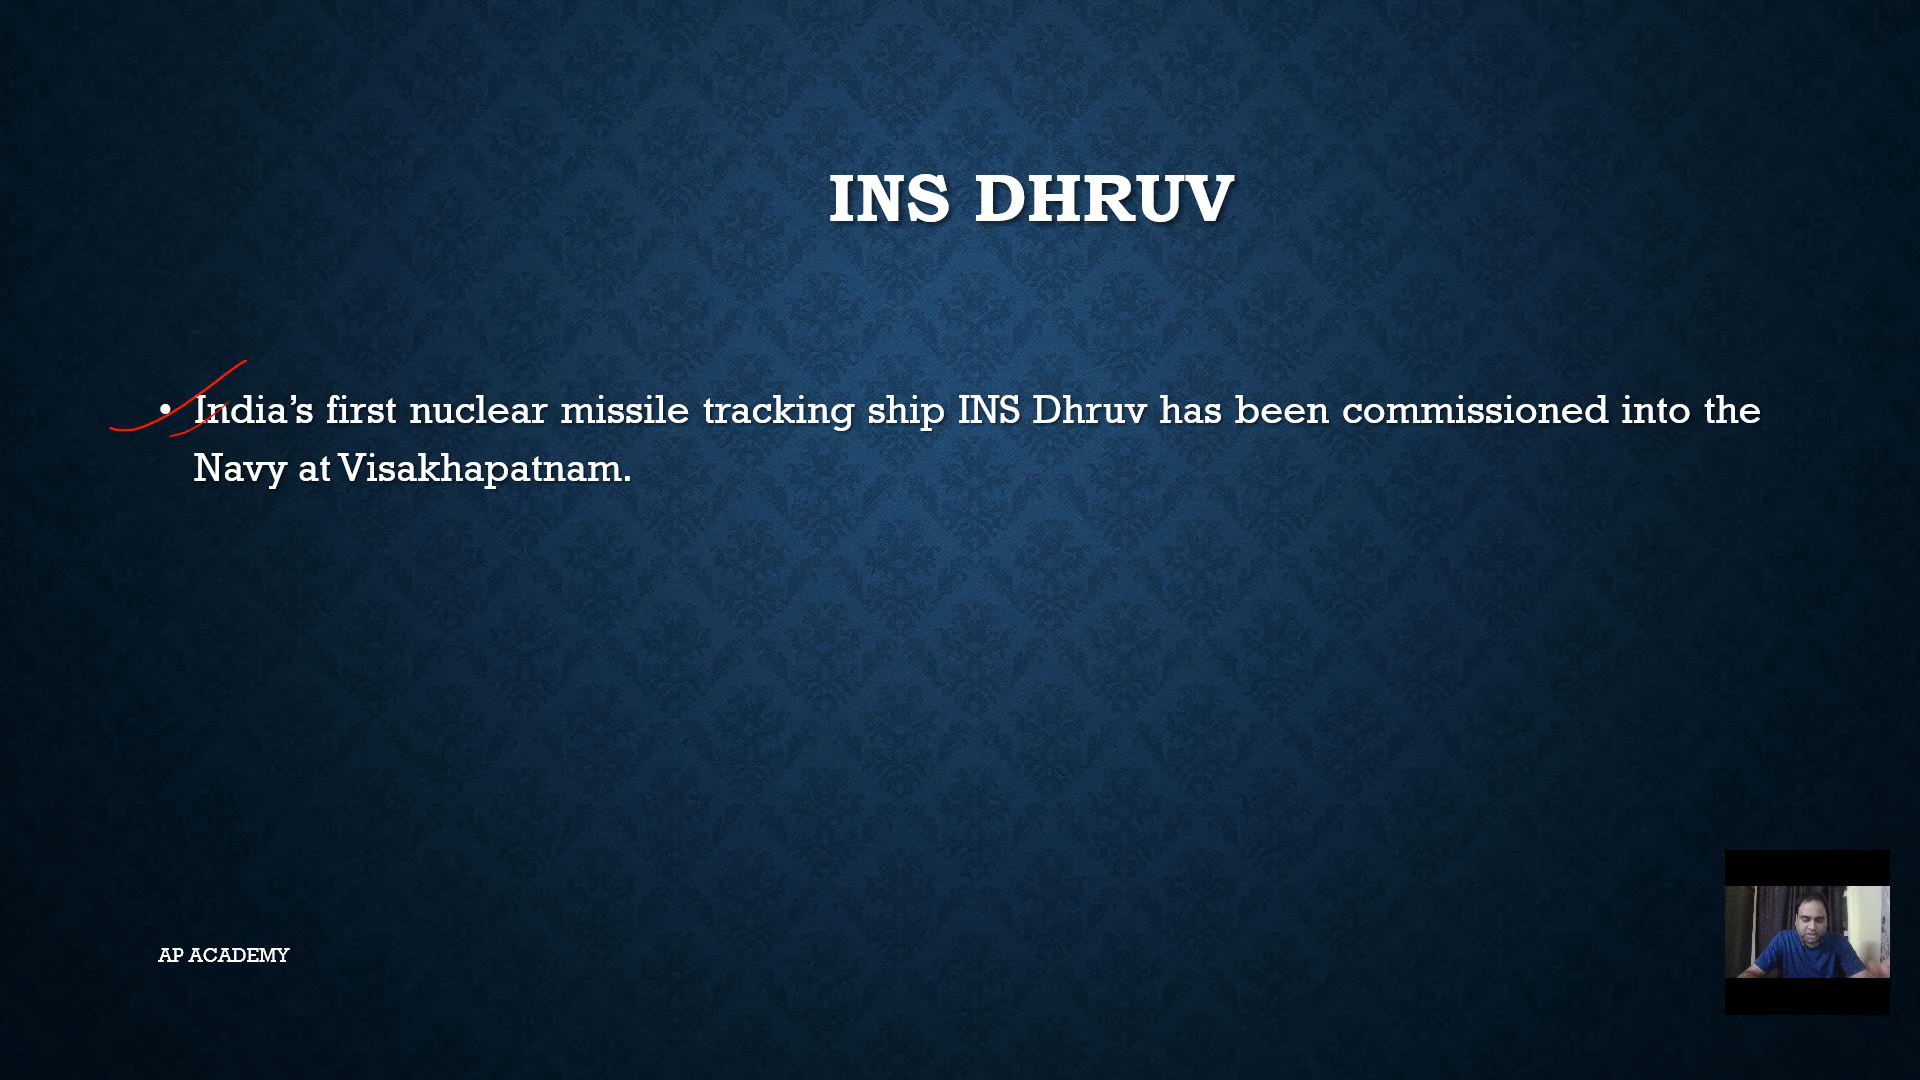 INS DHRUV
• India’s first nuclear missile tracking ship INS Dhruv has been commissioned into the
Navy at Visakhapatnam.
AP ACADEMY